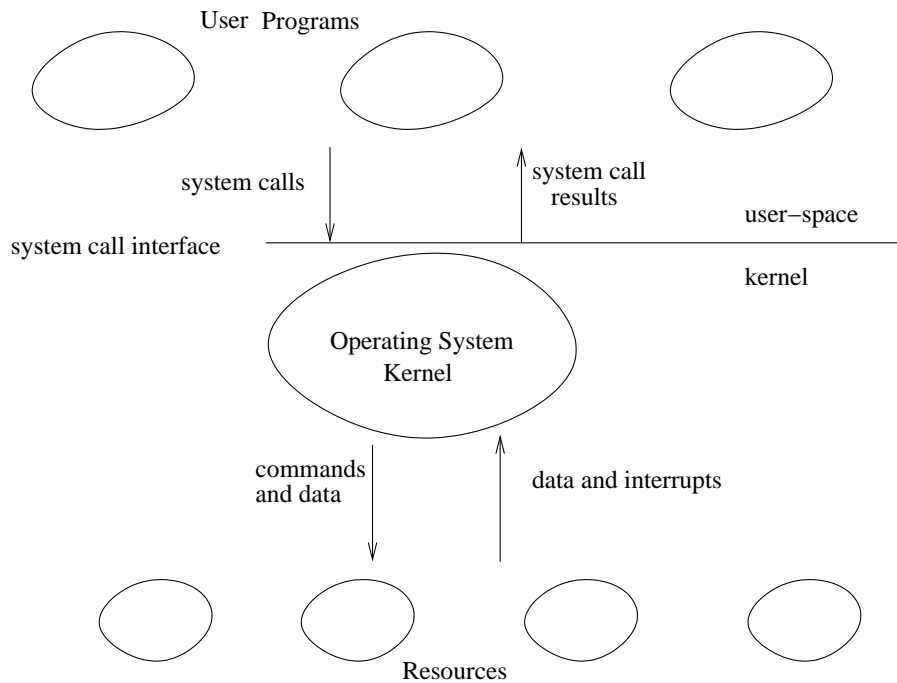 User Programs
system calls
system call
results
user−space
system call interface
kernel
Operating System
Kernel
commands
and data
data and interrupts
Resources